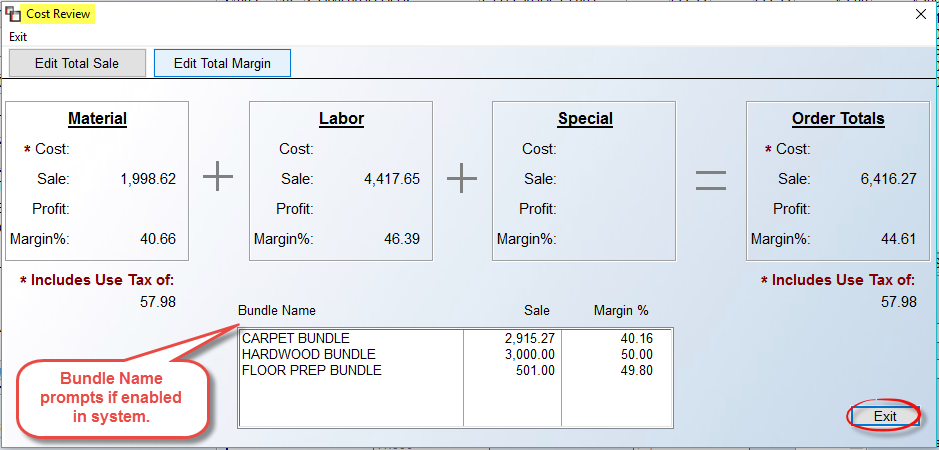 Cost Review
Exit
Edit Total Sale
Edit Total Margin
Material
* Cost:
Sale: 1,998.62
Profit:
Margin%: 40.66
Labor
Cost:
Sale: 4,417.65
Profit:
Margin%: 46.39
Special
Cost:
Sale:
Profit:
Margin%:
Order Totals
* Cost:
Sale: 6,416.27
Profit:
Margin%: 44.61
* Includes Use Tax of:
57.98
* Includes Use Tax of:
57.98
Bundle Name Sale Margin %
CARPET BUNDLE 2,915.27 40.16
HARDWOOD BUNDLE 3,000.00 50.00
FLOOR PREP BUNDLE 501.00 49.80
Bundle Name
prompts if enabled
in system.
Exit